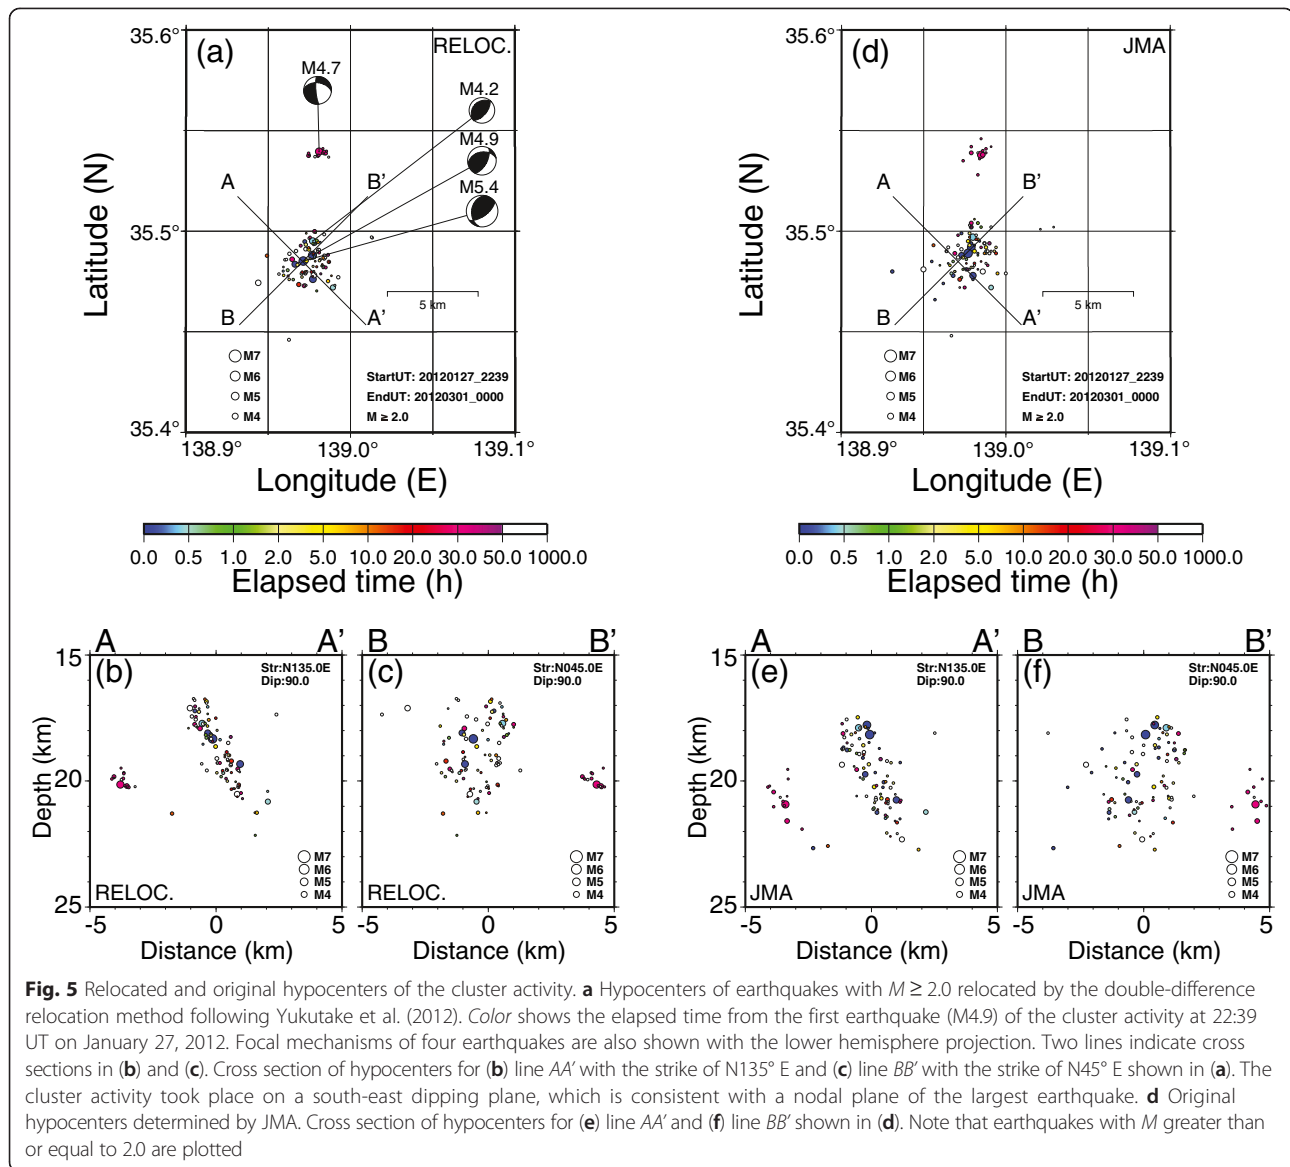 35.6°
(a)
RELOC.
M4.7
M4.2
M4.9
M5.4
A
B'
35.5°
B
A'
5 km
M7
M6
M5
M4
StartUT: 20120127_2239
EndUT: 20120301_0000
M ≥ 2.0
35.4°
138.9°
139.0°
139.1°
Latitude (N)
Longitude (E)
35.6°
(d)
JMA
A
B'
35.5°
B
A'
5 km
M7
M6
M5
M4
StartUT: 20120127_2239
EndUT: 20120301_0000
M ≥ 2.0
35.4°
138.9°
139.0°
139.1°
Latitude (N)
Longitude (E)
0.0 0.5 1.0 2.0 5.0 10.0 20.0 30.0 50.0 1000.0
Elapsed time (h)
0.0 0.5 1.0 2.0 5.0 10.0 20.0 30.0 50.0 1000.0
Elapsed time (h)
A A'
15
(b)
Str:N135.0E
Dip:90.0
20
Depth (km)
M7
M6
M5
M4
RELOC.
25
-5 0 5
Distance (km)
B B'
(c)
Str:N045.0E
Dip:90.0
M7
M6
M5
M4
RELOC.
-5 0 5
Distance (km)
A A'
15
(e)
Str:N135.0E
Dip:90.0
20
Depth (km)
M7
M6
M5
M4
JMA
25
-5 0 5
Distance (km)
B B'
(f)
Str:N045.0E
Dip:90.0
M7
M6
M5
M4
JMA
-5 0 5
Distance (km)
Fig. 5 Relocated and original hypocenters of the cluster activity. a Hypocenters of earthquakes with M ≥ 2.0 relocated by the double-difference
relocation method following Yukutake et al. (2012). Color shows the elapsed time from the first earthquake (M4.9) of the cluster activity at 22:39
UT on January 27, 2012. Focal mechanisms of four earthquakes are also shown with the lower hemisphere projection. Two lines indicate cross
sections in (b) and (c). Cross section of hypocenters for (b) line AA' with the strike of N135° E and (c) line BB' with the strike of N45° E shown in (a). The
cluster activity took place on a south-east dipping plane, which is consistent with a nodal plane of the largest earthquake. d Original
hypocenters determined by JMA. Cross section of hypocenters for (e) line AA' and (f) line BB' shown in (d). Note that earthquakes with M greater than
or equal to 2.0 are plotted